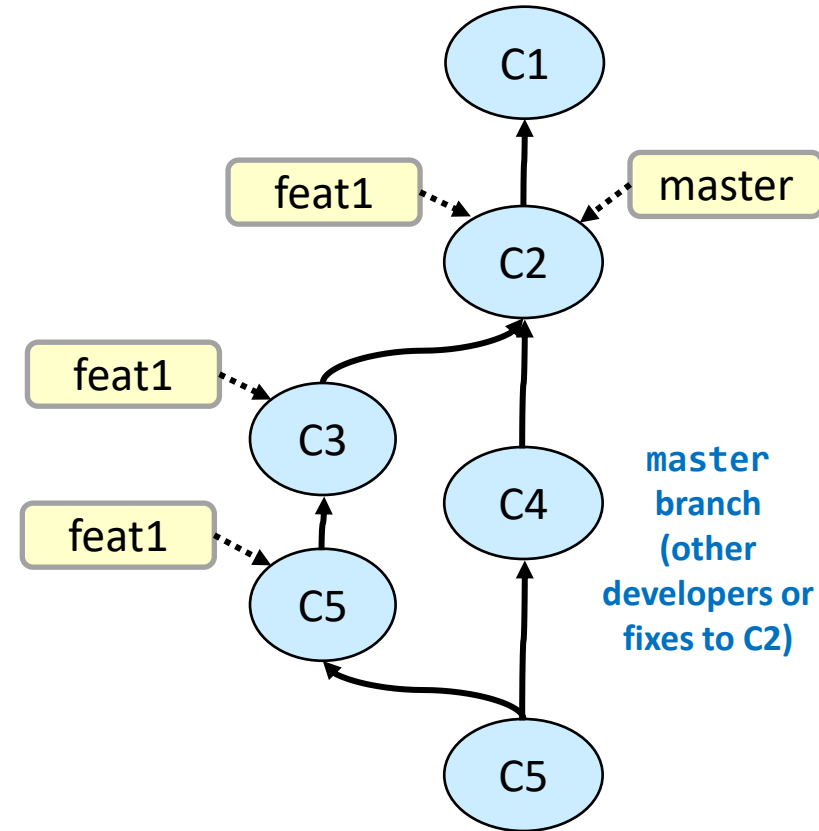 C1
feat1
master
C2
feat1
C3
C4
master
branch
(other
developers or
fixes to C2)
feat1
C5
C5